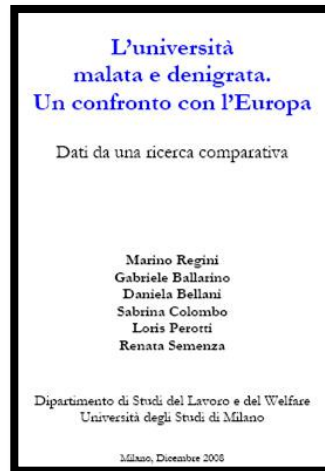 L'università
malata e denigrata.
Un confronto con l'Europa
Dati da una ricerca comparativa
Marino Regini
Gabriele Ballarino
Daniela Bellani
Sabrina Colombo
Loris Perotti
Renata Semenza
Dipartimento di Studi del Lavoro e del Welfare
Università degli Studi di Milano
Milano, Dicembre 2008